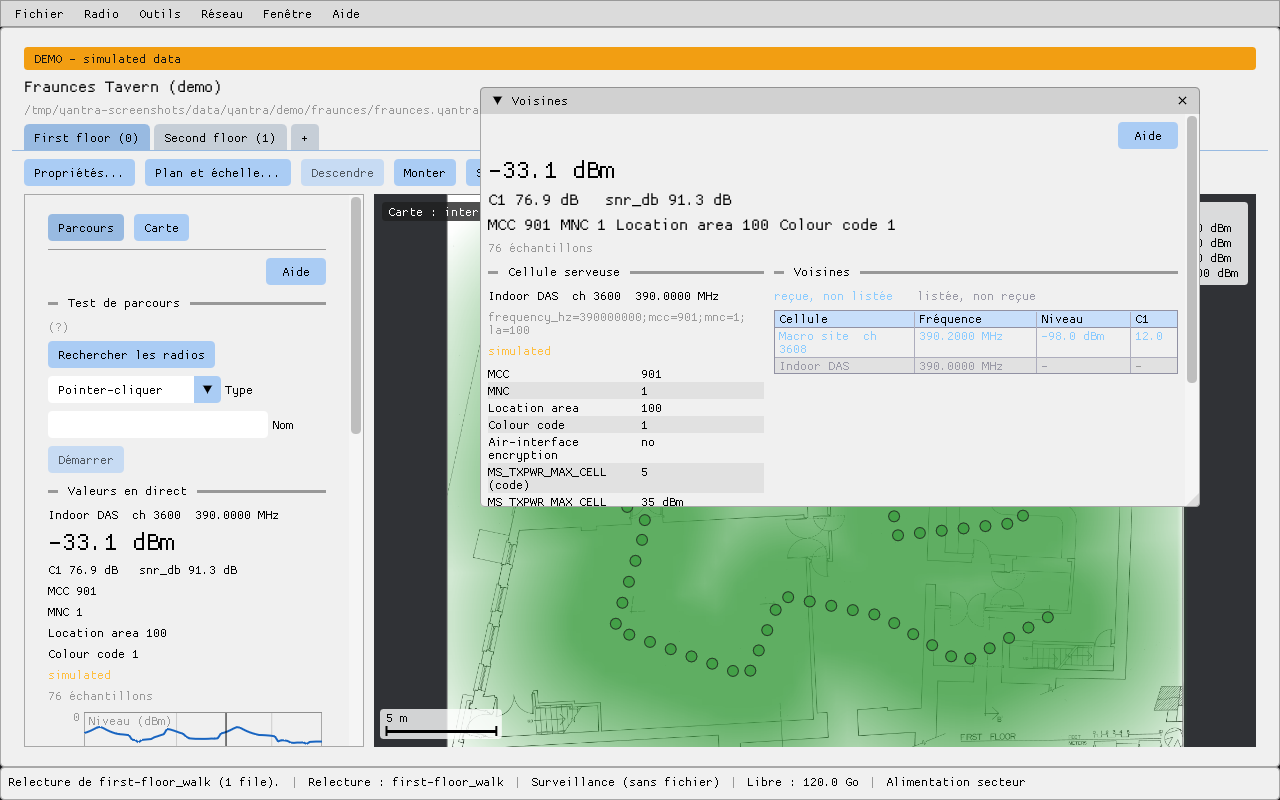 Fichier Radio Outils Réseau Fenêtre Aide
DEMO - simulated data
Fraunces Tavern (demo)
/tmp/yantra-screenshots/data/yantra/demo/fraunces/fraunces.yantra
First floor (0) Second floor (1) +
Propriétés... Plan et échelle... Descendre Monter
Parcours Carte
Aide
Test de parcours
(?)
Rechercher les radios
Pointer-cliquer ▼ Type
Nom
Démarrer
Valeurs en direct
Indoor DAS ch 3600 390.0000 MHz
-33.1 dBm
C1 76.9 dB snr_db 91.3 dB
MCC 901
MNC 1
Location area 100
Colour code 1
simulated
76 échantillons
0 Niveau (dBm)
Carte : inter
▼ Voisines ✕
Aide
-33.1 dBm
C1 76.9 dB snr_db 91.3 dB
MCC 901 MNC 1 Location area 100 Colour code 1
76 échantillons
Cellule serveuse
Indoor DAS ch 3600 390.0000 MHz
frequency_hz=390000000;mcc=901;mnc=1;
la=100
simulated
MCC 901
MNC 1
Location area 100
Colour code 1
Air-interface no
encryption
MS_TXPWR_MAX_CELL 5
(code)
MS_TXPWR_MAX_CELL 35 dBm
Voisines
reçue, non listée listée, non reçue
Cellule Fréquence Niveau C1
Macro site ch 390.2000 MHz -98.0 dBm 12.0
3608
Indoor DAS 390.0000 MHz - -
dBm
dBm
dBm
dBm
5 m
FIRST FLOOR
Relecture de first-floor_walk (1 file). | Relecture : first-floor_walk | Surveillance (sans fichier) | Libre : 120.0 Go | Alimentation secteur